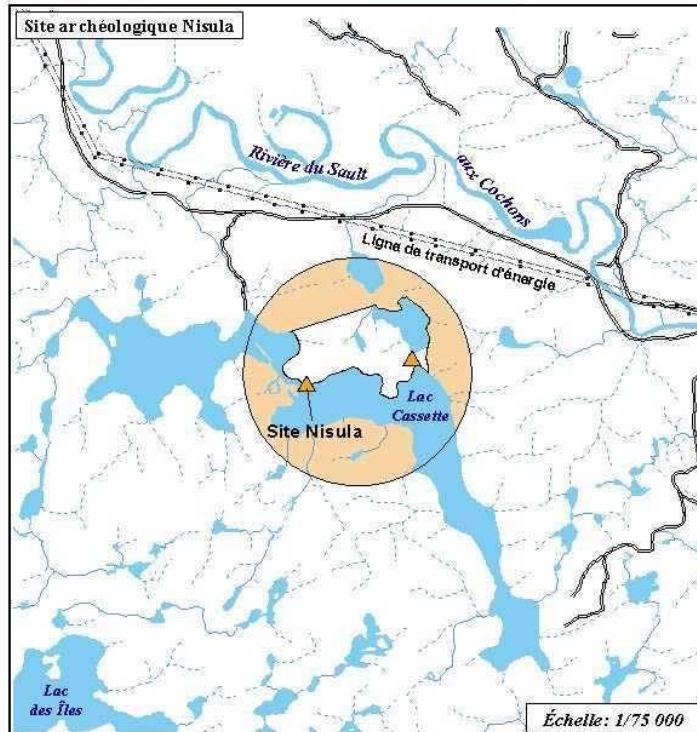 Site archéologique Nisula
Rivière du Sault
aux Cochons
Ligne de transport d'énergie
Lac
Cassette
Site Nisula
Lac
des Îles
Échelle: 1/75 000